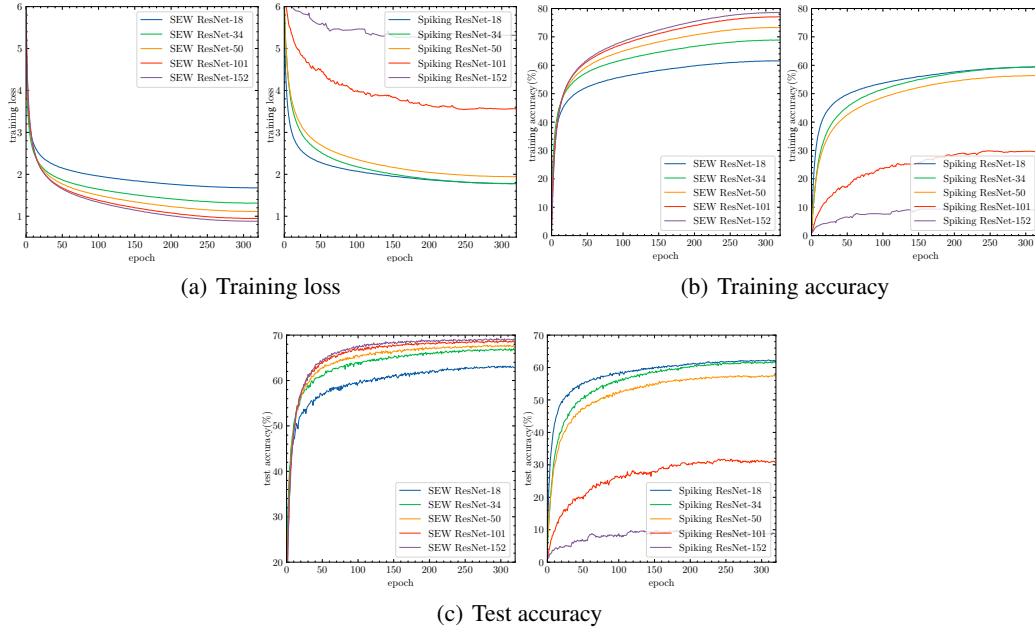 training loss
6
5
4
3
2
1
0 50 100 150 200 250 300
epoch
SEW ResNet-18
SEW ResNet-34
SEW ResNet-50
SEW ResNet-101
SEW ResNet-152
training loss
6
5
4
3
2
1
0 50 100 150 200 250 300
epoch
Spiking ResNet-18
Spiking ResNet-34
Spiking ResNet-50
Spiking ResNet-101
Spiking ResNet-152
(a) Training loss
training accuracy(%)
80
70
60
50
40
30
20
10
0
0 50 100 150 200 250 300
epoch
SEW ResNet-18
SEW ResNet-34
SEW ResNet-50
SEW ResNet-101
SEW ResNet-152
training accuracy(%)
80
70
60
50
40
30
20
10
0
0 50 100 150 200 250 300
epoch
Spiking ResNet-18
Spiking ResNet-34
Spiking ResNet-50
Spiking ResNet-101
Spiking ResNet-152
(b) Training accuracy
test accuracy(%)
70
60
50
40
30
20
0 50 100 150 200 250 300
epoch
SEW ResNet-18
SEW ResNet-34
SEW ResNet-50
SEW ResNet-101
SEW ResNet-152
test accuracy(%)
70
60
50
40
30
20
10
0
0 50 100 150 200 250 300
epoch
Spiking ResNet-18
Spiking ResNet-34
Spiking ResNet-50
Spiking ResNet-101
Spiking ResNet-152
(c) Test accuracy